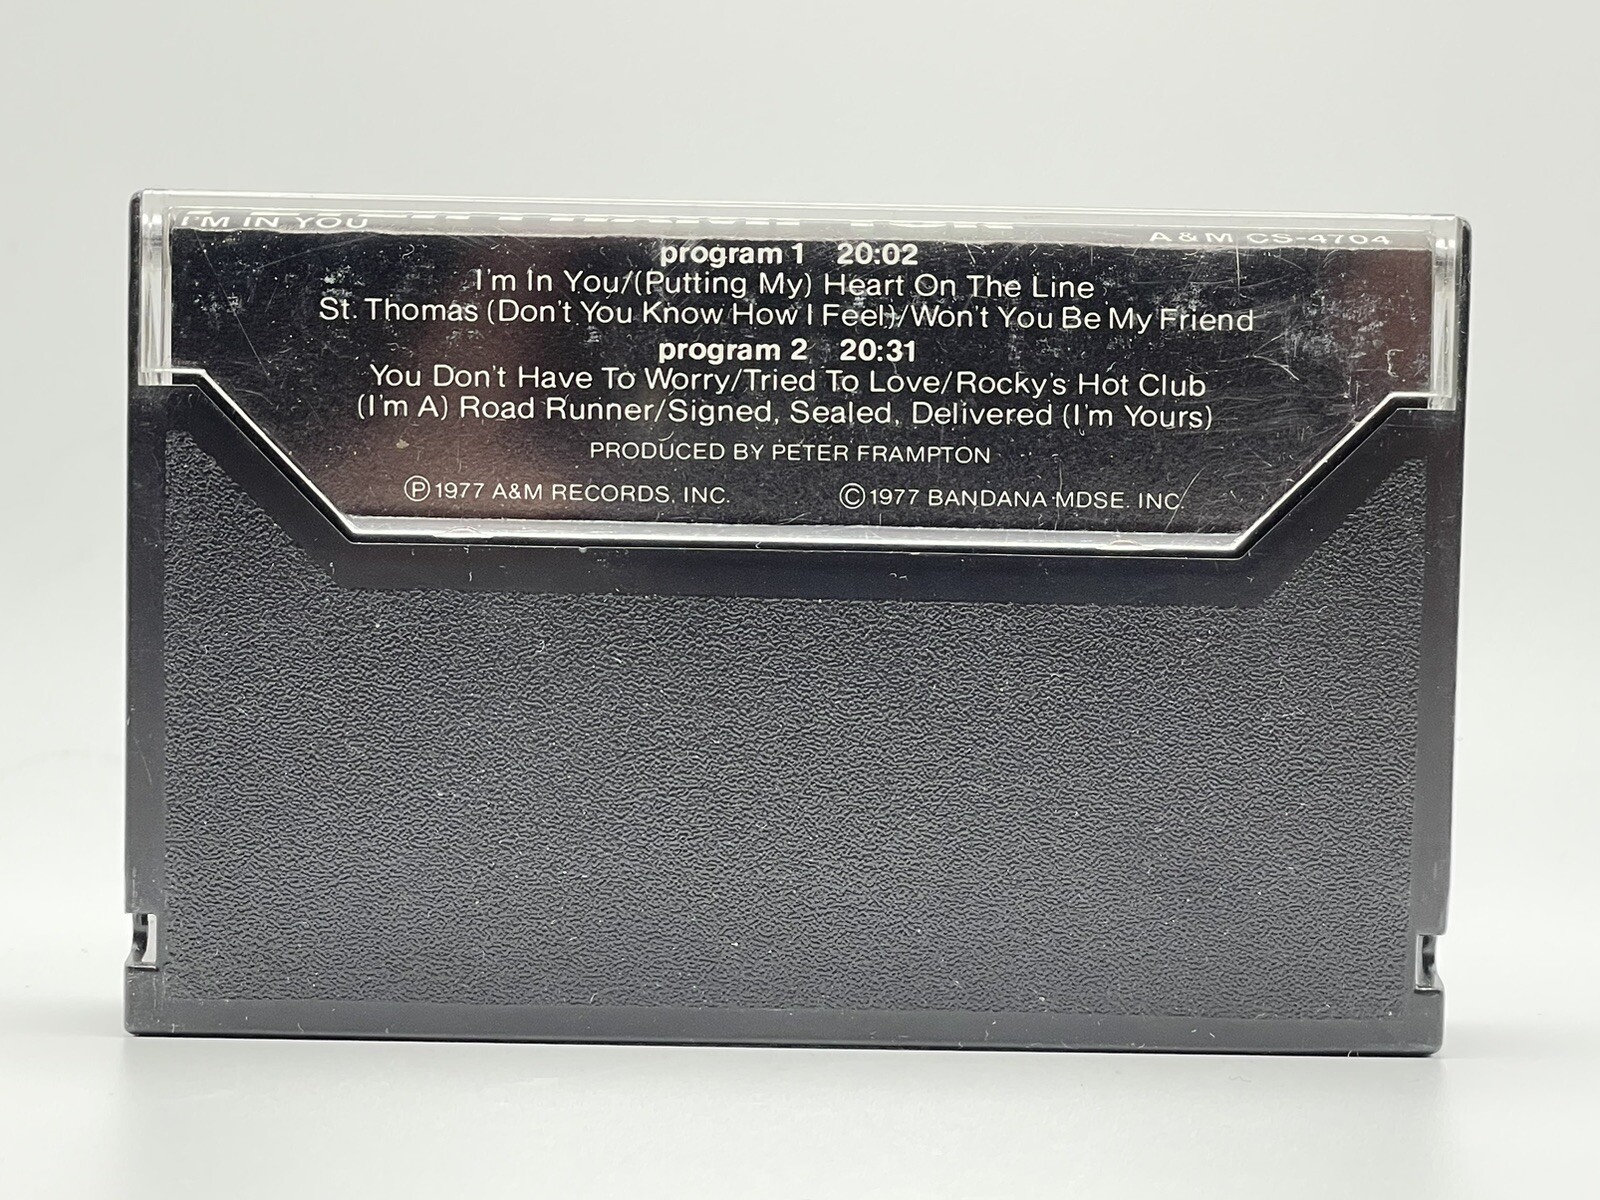 I'M IN YOU
A&M CS-4704
program 1 20:02
I'm In You/(Putting My) Heart On The Line
St. Thomas (Don't You Know How I Feel)/Won't You Be My Friend
program 2 20:31
You Don't Have To Worry/Tried To Love/Rocky's Hot Club
(I'm A) Road Runner/Signed, Sealed, Delivered (I'm Yours)
PRODUCED BY PETER FRAMPTON
Ⓟ1977 A&M RECORDS, INC. ©1977 BANDANA MDSE. INC.